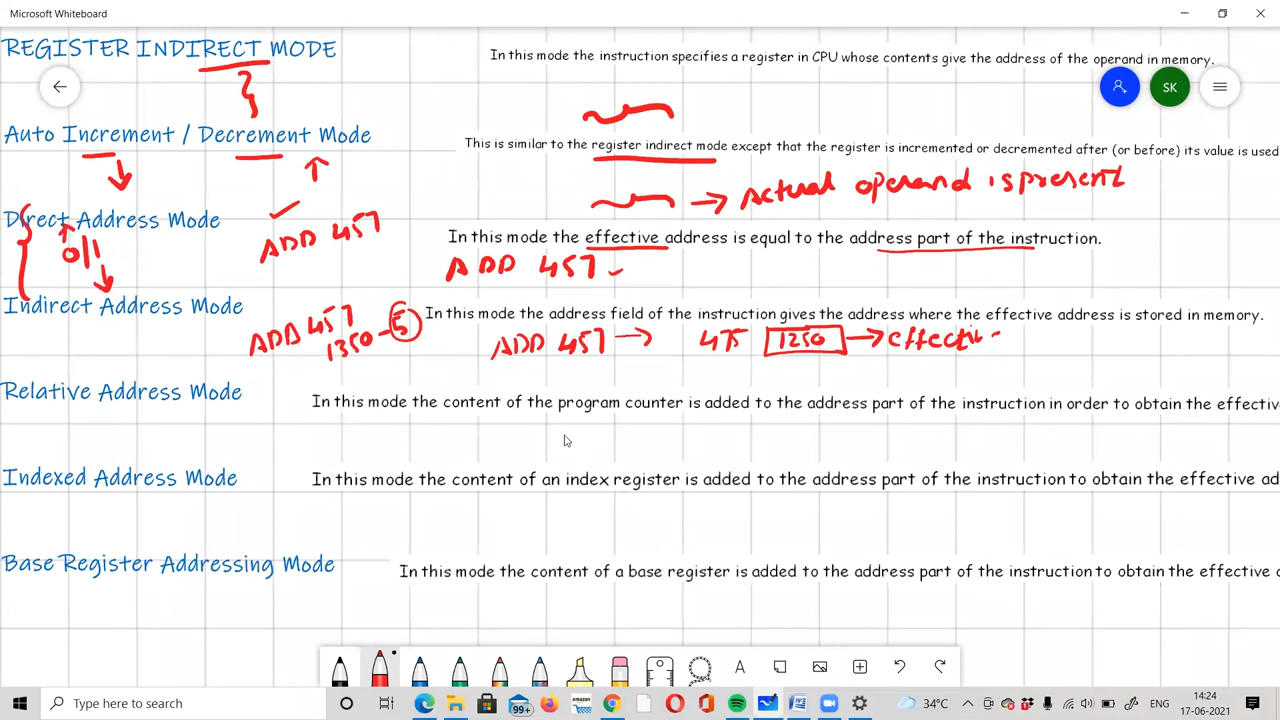 Microsoft Whiteboard
REGISTER INDIRECT MODE
In this mode the instruction specifies a register in CPU whose contents give the address of the operand in memory.
SK
Auto Increment / Decrement Mode
This is similar to the register indirect mode except that the register is incremented or decremented after (or before) its value is used
Actual operand is present
Direct Address Mode
0/1
ADD 457
In this mode the effective address is equal to the address part of the instruction.
ADD 457
Indirect Address Mode
ADD 457
1350 - 5
In this mode the address field of the instruction gives the address where the effective address is stored in memory.
ADD 457 → 475 1250 → effecti
Relative Address Mode
In this mode the content of the program counter is added to the address part of the instruction in order to obtain the effective
Indexed Address Mode
In this mode the content of an index register is added to the address part of the instruction to obtain the effective ad
Base Register Addressing Mode
In this mode the content of a base register is added to the address part of the instruction to obtain the effective
A
Type here to search
99+
amazon
34°C
ENG
14:24
17-06-2021